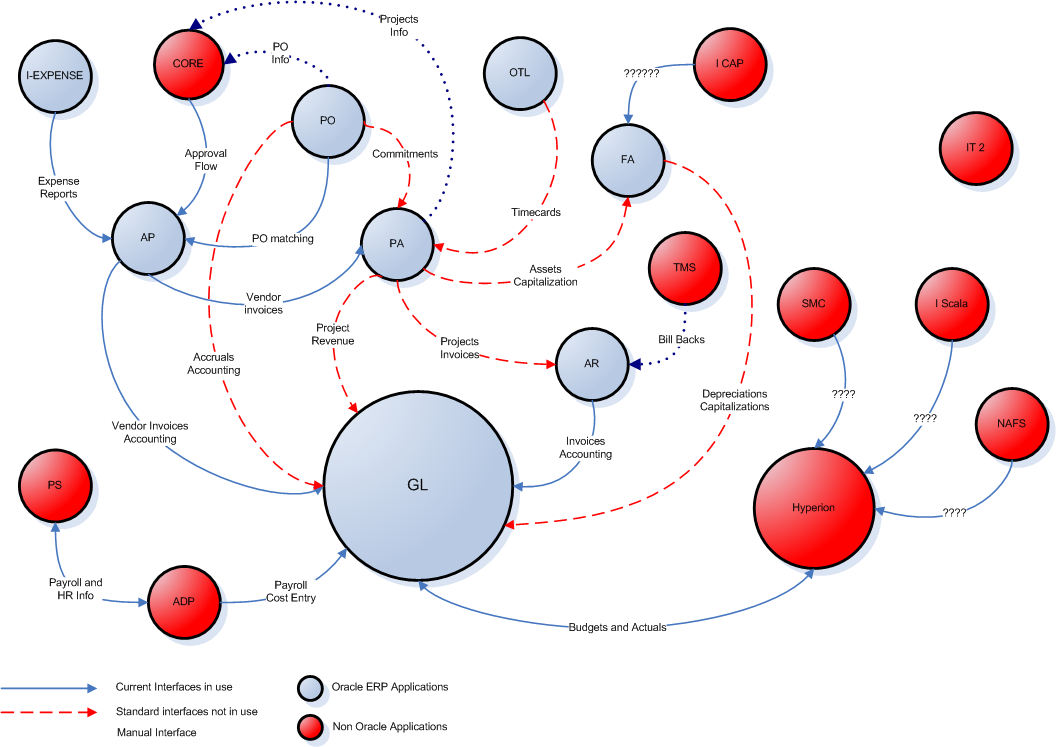 Projects
Info
PO
Info
CORE
I-EXPENSE
OTL
??????
I CAP
PO
Approval
Flow
Commitments
FA
IT 2
Expense
Reports
Timecards
AP
PO matching
PA
Assets
Capitalization
TMS
Vendor
invoices
SMC
I Scala
Project
Revenue
Projects
Invoices
Bill Backs
Accruals
Accounting
AR
Depreciations
Capitalizations
????
????
NAFS
Vendor Invoices
Accounting
Invoices
Accounting
PS
GL
Hyperion
????
Payroll and
HR Info
ADP
Payroll
Cost Entry
Budgets and Actuals
Current Interfaces in use
Oracle ERP Applications
Standard interfaces not in use
Manual Interface
Non Oracle Applications